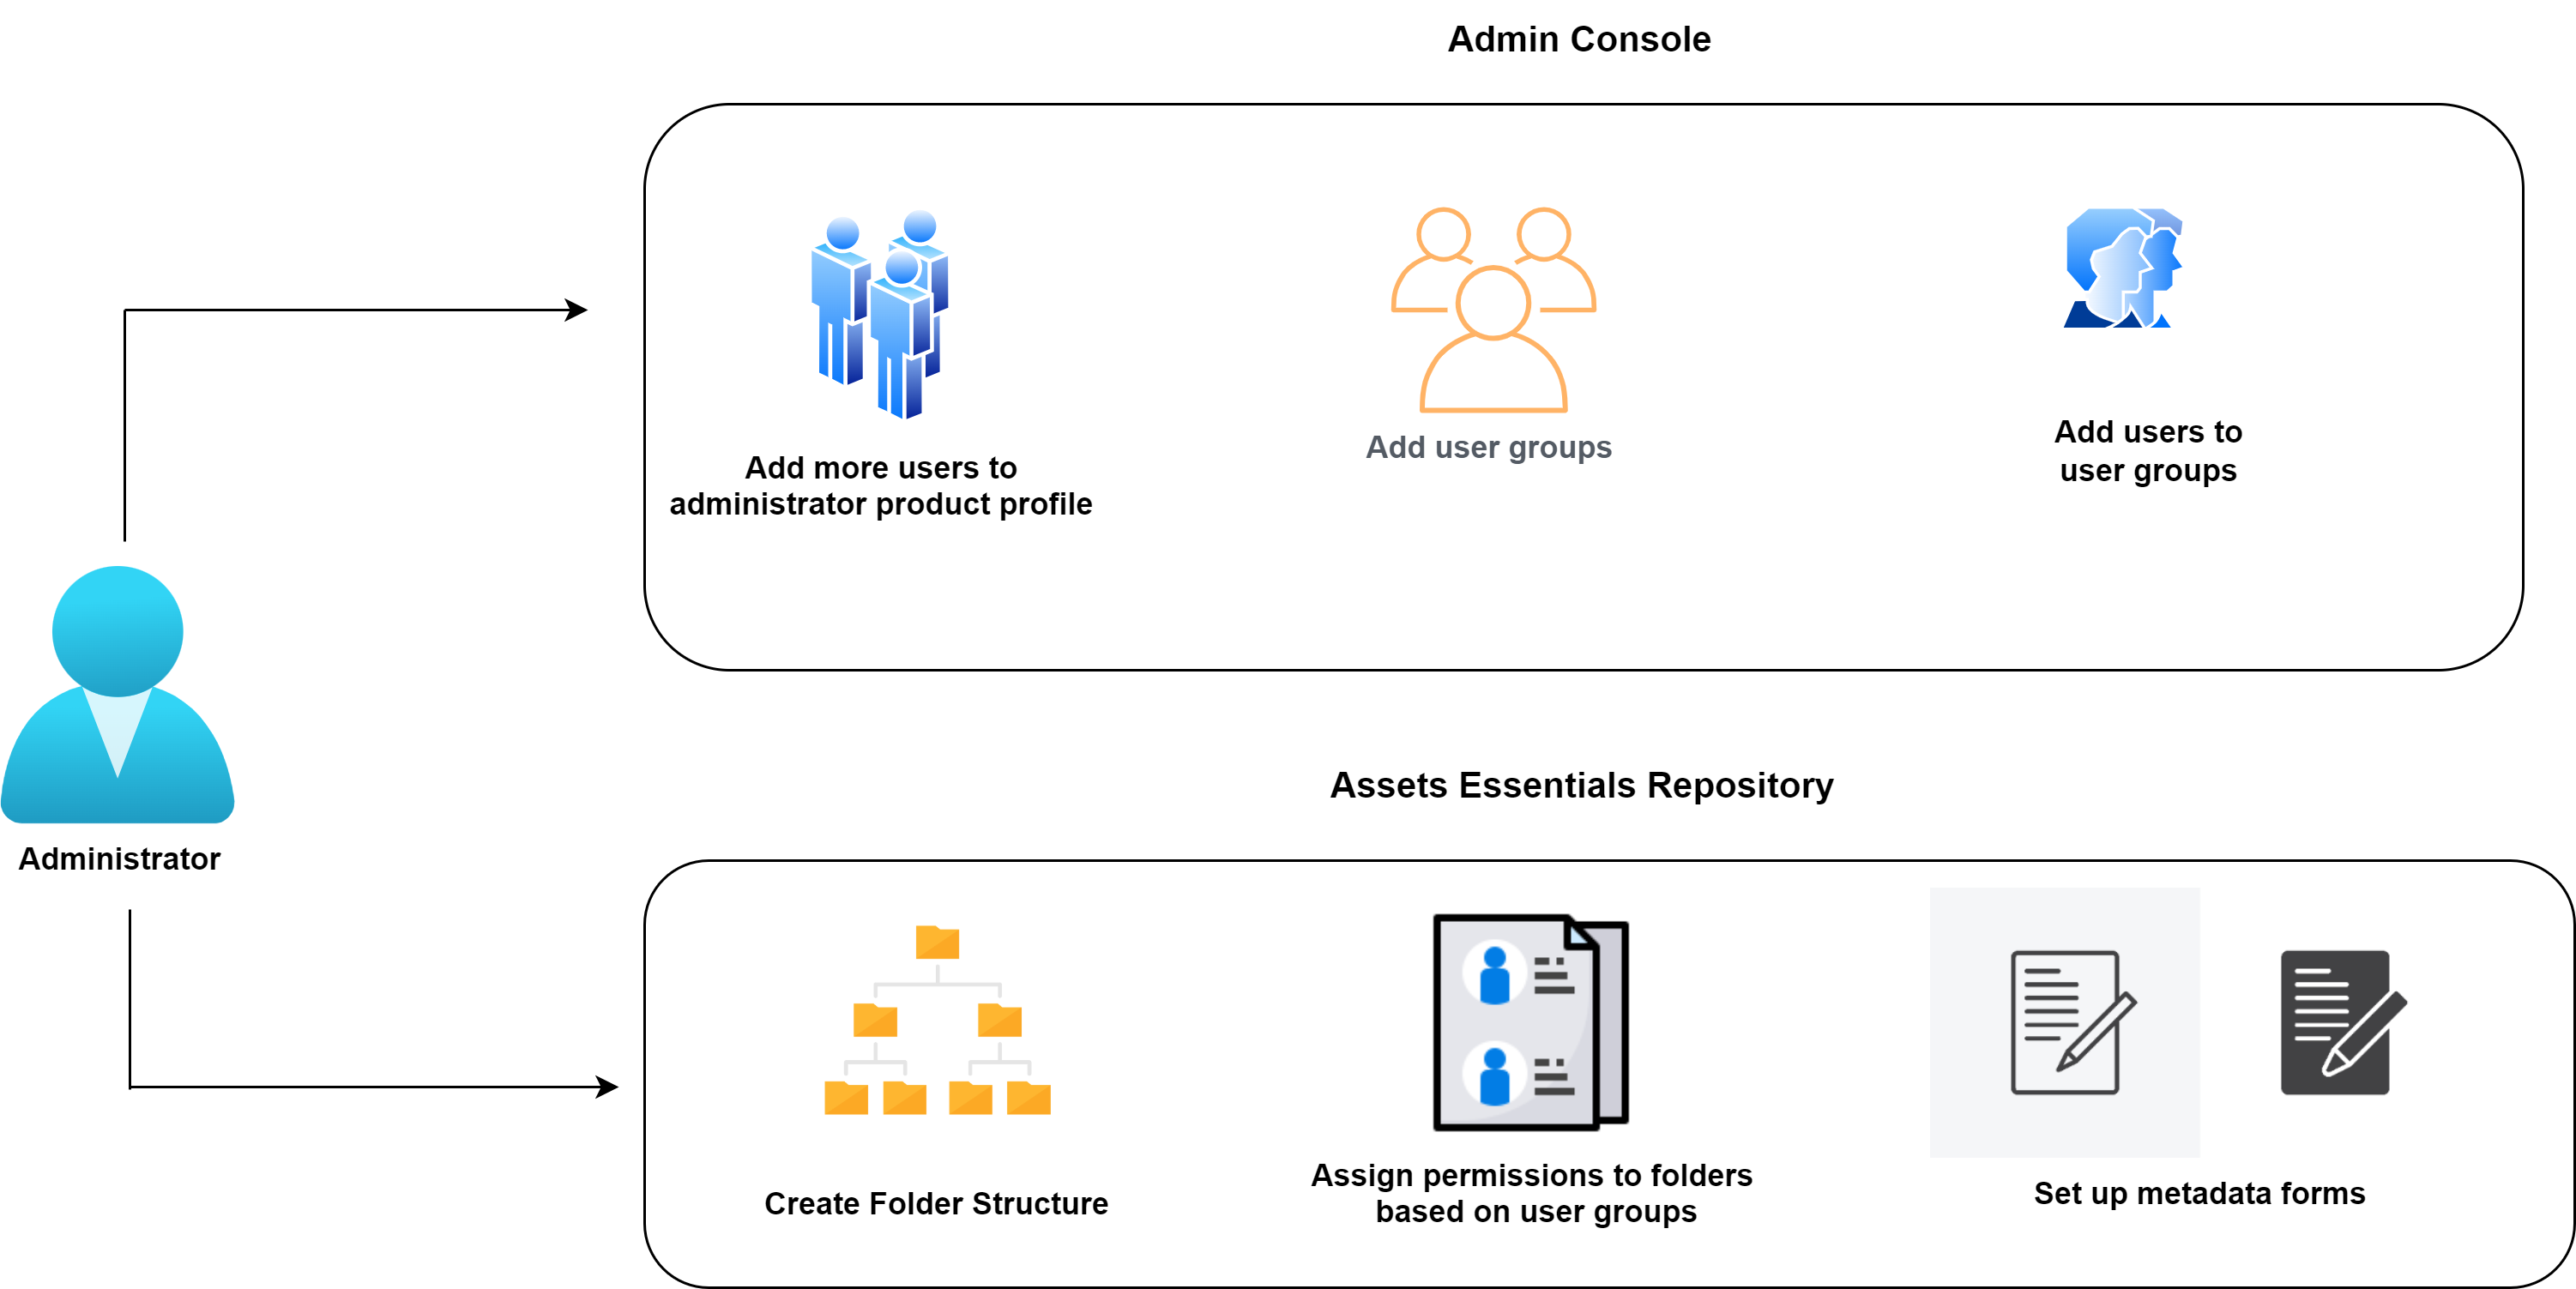 Admin Console
Add more users to
administrator product profile
Add user groups
Add users to
user groups
Administrator
Assets Essentials Repository
Create Folder Structure
Assign permissions to folders
based on user groups
Set up metadata forms